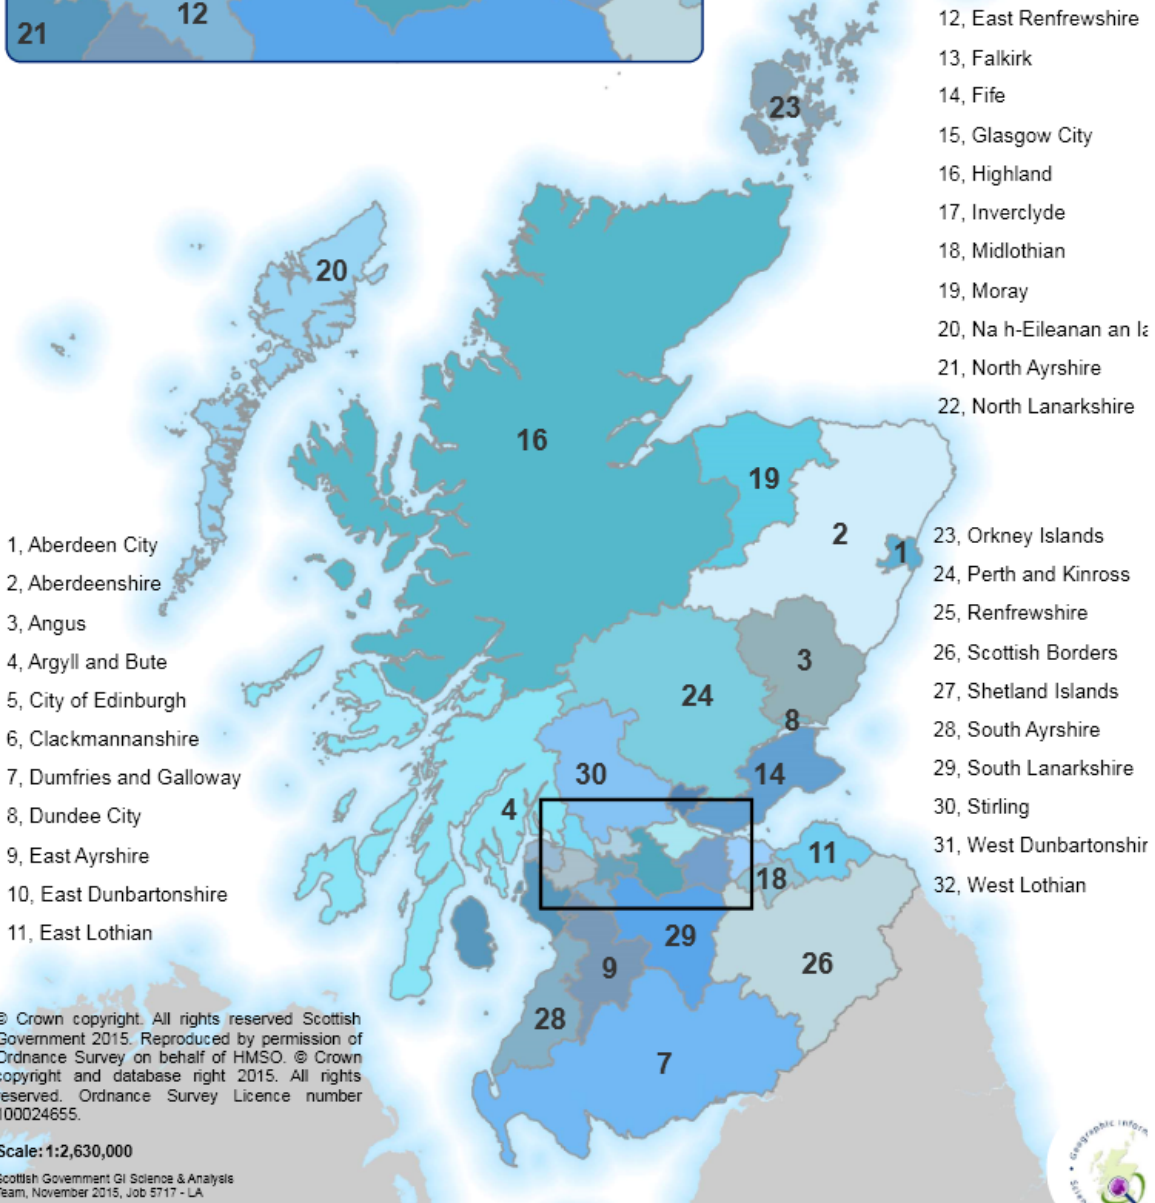 21
12
12, East Renfrewshire
13, Falkirk
14, Fife
15, Glasgow City
16, Highland
17, Inverclyde
18, Midlothian
19, Moray
20, Na h-Eileanan an
21, North Ayrshire
22, North Lanarkshire
23
20
16
19
2
1
3
24
8
30
14
4
11
18
29
9
26
28
7
1, Aberdeen City
2, Aberdeenshire
3, Angus
4, Argyll and Bute
5, City of Edinburgh
6, Clackmannanshire
7, Dumfries and Galloway
8, Dundee City
9, East Ayrshire
10, East Dunbartonshire
11, East Lothian
23, Orkney Islands
24, Perth and Kinross
25, Renfrewshire
26, Scottish Borders
27, Shetland Islands
28, South Ayrshire
29, South Lanarkshire
30, Stirling
31, West Dunbartonshir
32, West Lothian
© Crown copyright. All rights reserved Scottish
Government 2015. Reproduced by permission of
Ordnance Survey on behalf of HMSO. © Crown
copyright and database right 2015. All rights
reserved. Ordnance Survey Licence number
100024655.
Scale: 1:2,630,000
Scottish Government GI Science & Analysis
Team, November 2015, Job 5717 - LA
Geographic Inform